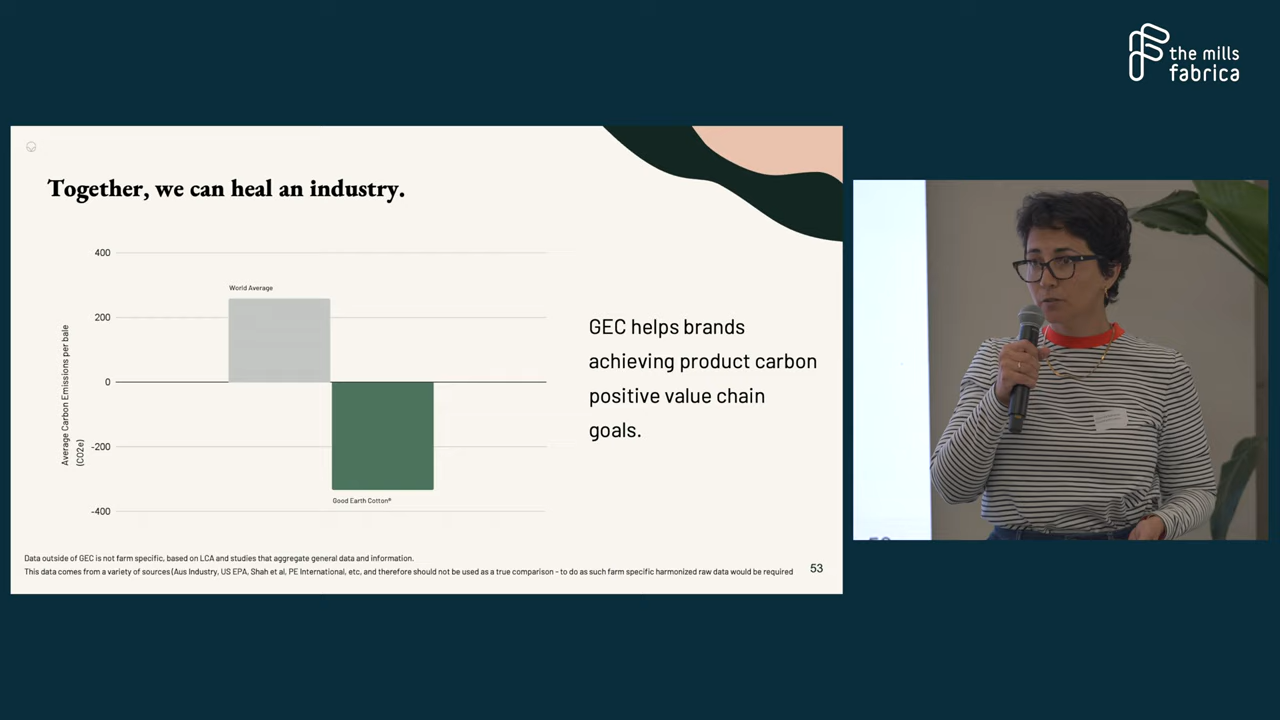 the mills
fabrica
Together, we can heal an industry.
400
200
0
-200
-400
Average Carbon Emissions per bale
(CO2e)
World Average
Good Earth Cotton®
GEC helps brands
achieving product carbon
positive value chain
goals.
Data outside of GEC is not farm specific, based on LCA and studies that aggregate general data and information.
This data comes from a variety of sources (Aus Industry, US EPA, Shah et al, PE International, etc, and therefore should not be used as a true comparison - to do as such farm specific harmonized raw data would be required
53